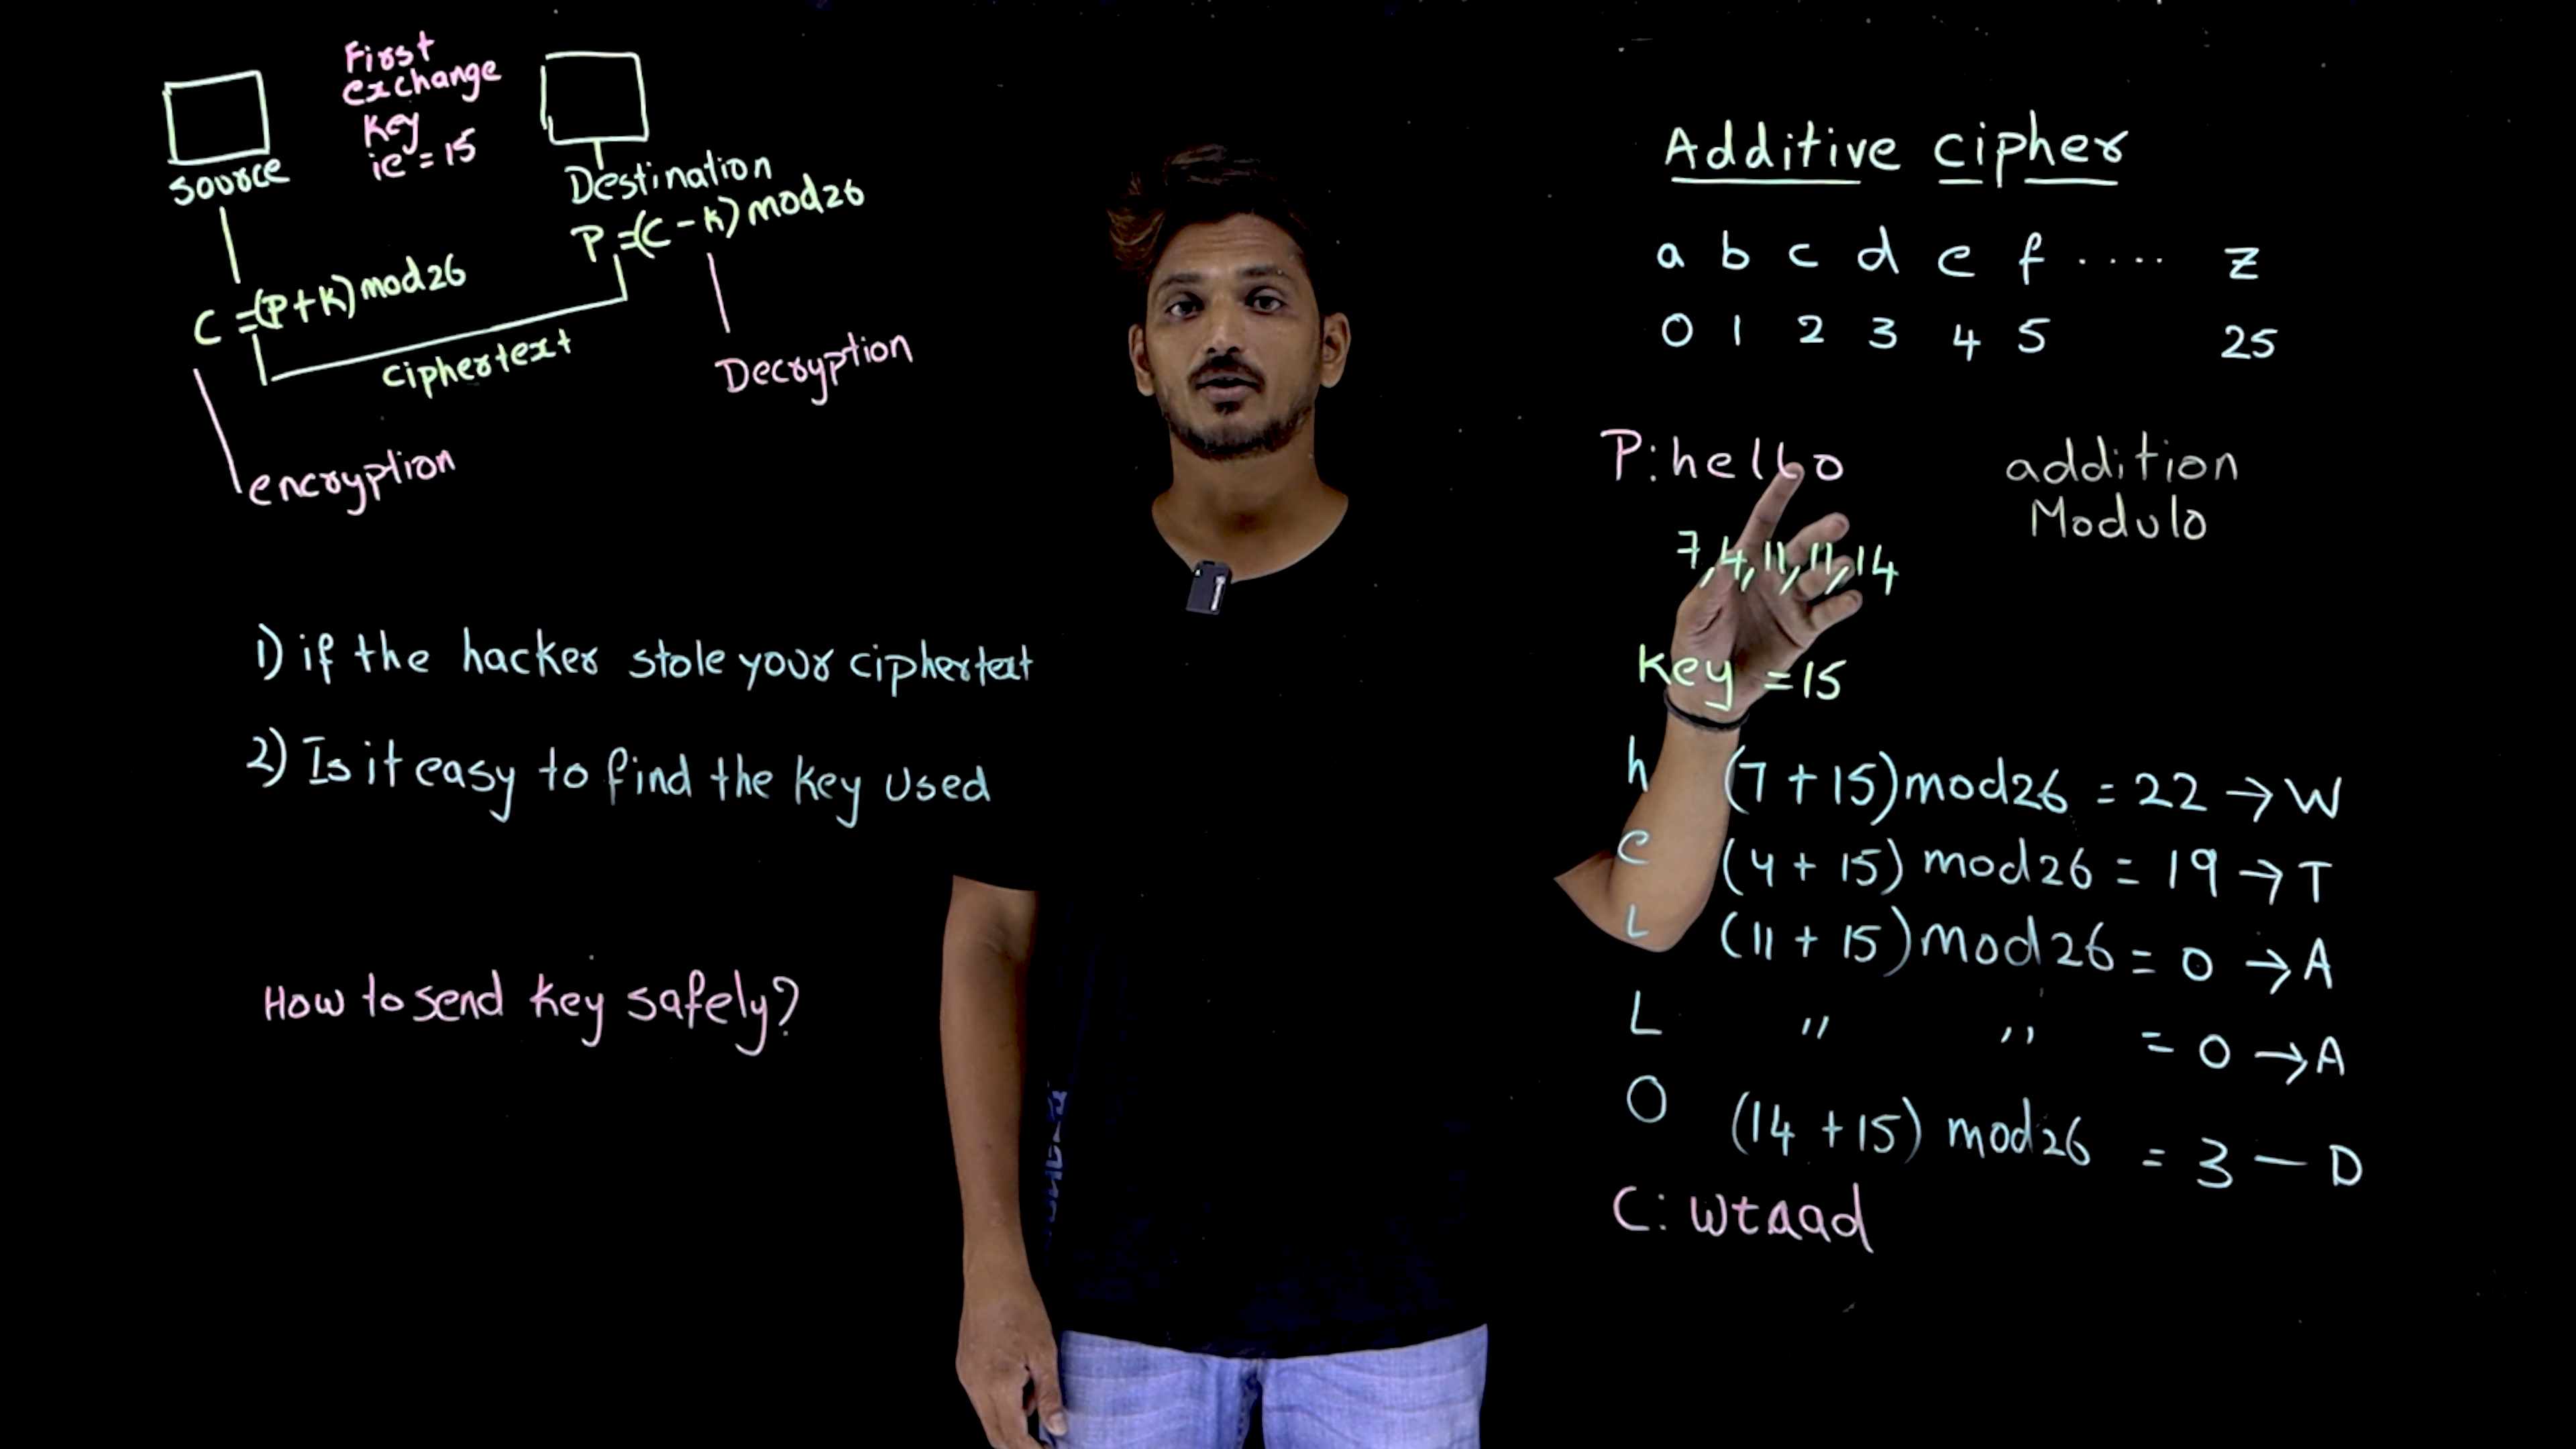 First
exchange
Key
ie = 15
source
Destination
P =(C - K) mod 26
C =(P + K) mod 26
ciphertext
Decryption
encryption
1) if the hacker stole your ciphertext
2) Is it easy to find the key used
How to send key safely?
Additive cipher
a b c d e f .... z
0 1 2 3 4 5 25
P: hello
addition
Modulo
7, 4, 11, 11, 14
key = 15
h (7 + 15) mod 26 = 22 → W
e (4 + 15) mod 26 = 19 → T
L (11 + 15) mod 26 = 0 → A
L " " = 0 → A
O (14 + 15) mod 26 = 3 — D
C: wtaad